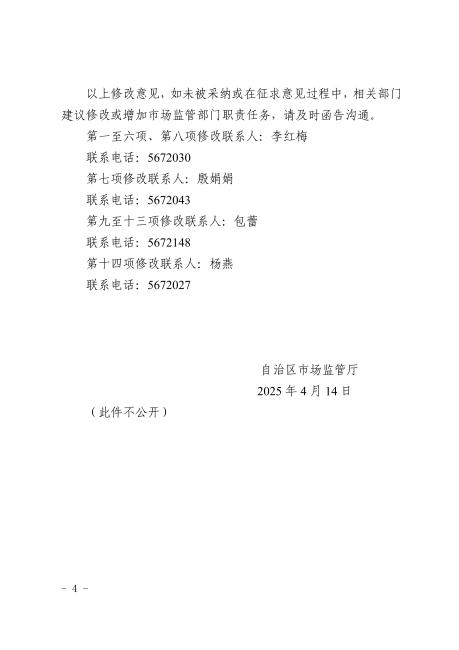 以上修改意见，如未被采纳或在征求意见过程中，相关部门
建议修改或增加市场监管部门职责任务，请及时函告沟通。
第一至六项、第八项修改联系人：李红梅
联系电话：5672030
第七项修改联系人：殷娟娟
联系电话：5672043
第九至十三项修改联系人：包蕾
联系电话：5672148
第十四项修改联系人：杨燕
联系电话：5672027
自治区市场监管厅
2025 年 4 月 14 日
（此件不公开）
- 4 -